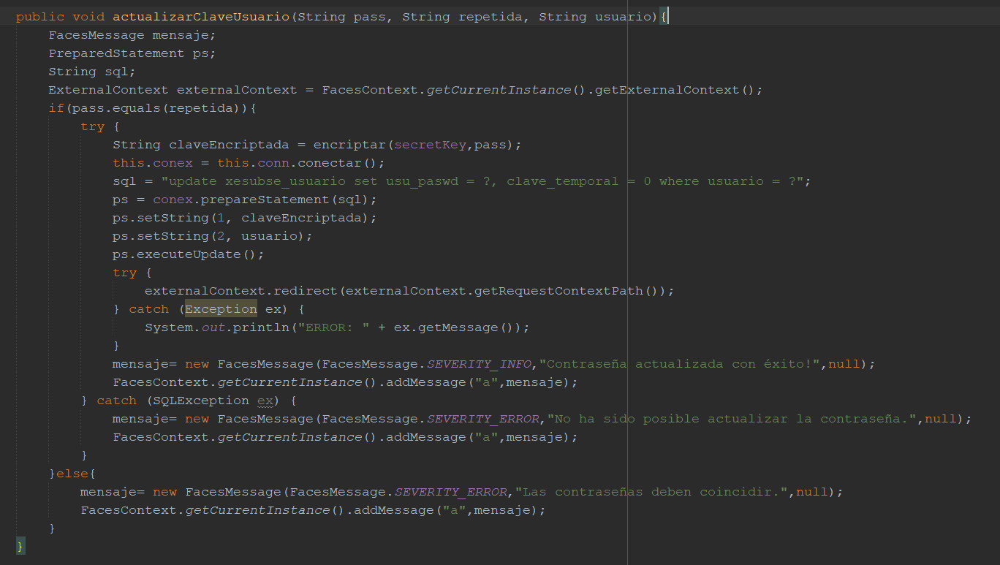 public void actualizarClaveUsuario(String pass, String repetida, String usuario){
    FacesMessage mensaje;
    PreparedStatement ps;
    String sql;
    ExternalContext externalContext = FacesContext.getCurrentInstance().getExternalContext();
    if(pass.equals(repetida)){
        try {
            String claveEncriptada = encriptar(secretKey,pass);
            this.conex = this.conn.conectar();
            sql = "update xesubse_usuario set usu_paswd = ?, clave_temporal = 0 where usuario = ?";
            ps = conex.prepareStatement(sql);
            ps.setString(1, claveEncriptada);
            ps.setString(2, usuario);
            ps.executeUpdate();
            try {
                externalContext.redirect(externalContext.getRequestContextPath());
            } catch (Exception ex) {
                System.out.println("ERROR: " + ex.getMessage());
            }
            mensaje= new FacesMessage(FacesMessage.SEVERITY_INFO,"Contraseña actualizada con éxito!",null);
            FacesContext.getCurrentInstance().addMessage("a",mensaje);
        } catch (SQLException ex) {
            mensaje= new FacesMessage(FacesMessage.SEVERITY_ERROR,"No ha sido posible actualizar la contraseña.",null);
            FacesContext.getCurrentInstance().addMessage("a",mensaje);
        }
    }else{
        mensaje= new FacesMessage(FacesMessage.SEVERITY_ERROR,"Las contraseñas deben coincidir.",null);
        FacesContext.getCurrentInstance().addMessage("a",mensaje);
    }
}